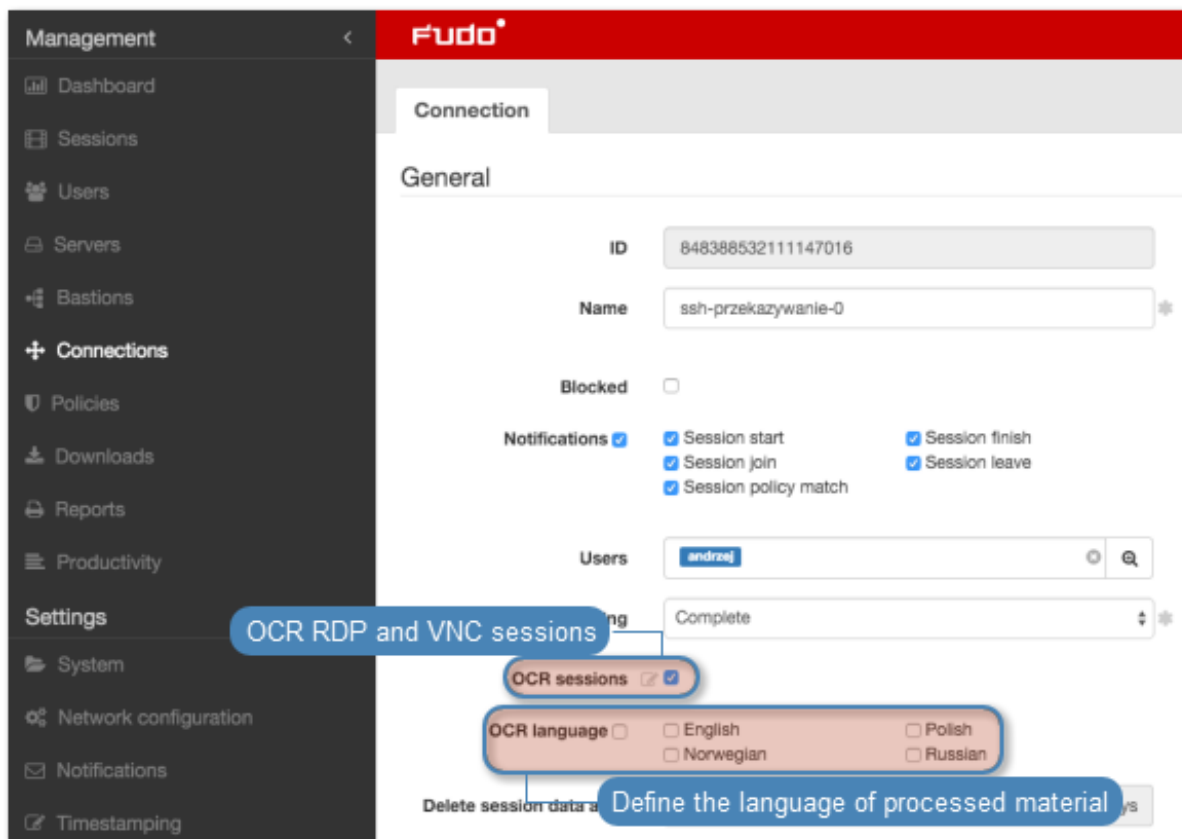 Management
Dashboard
Sessions
Users
Servers
Bastions
Connections
Policies
Downloads
Reports
Productivity
Settings
System
Network configuration
Notifications
Timestamping
Fudo
Connection
General
ID 848388532111147016
Name ssh-przekazywanie-0
Blocked
Notifications Session start Session finish
Session join Session leave
Session policy match
Users andrzej
Complete
OCR RDP and VNC sessions
OCR sessions
OCR language English Polish
Norwegian Russian
Delete session data
Define the language of processed material